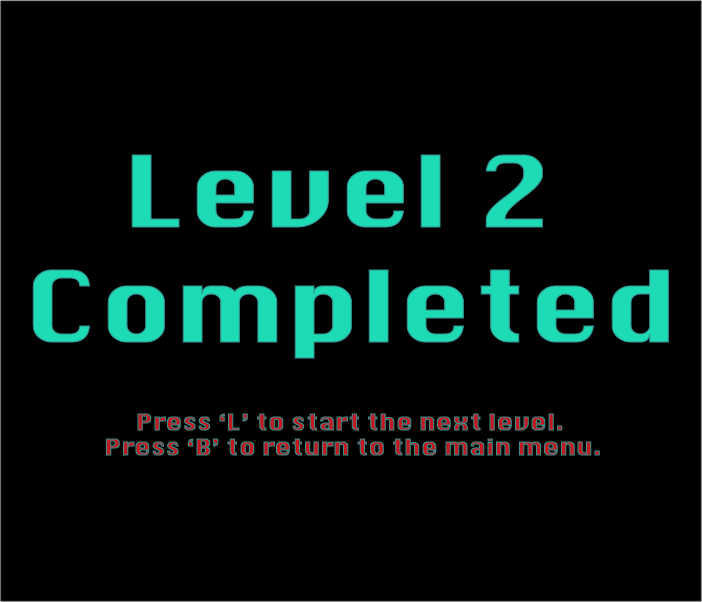 Level 2
Completed
Press ‘L’ to start the next level.
Press ‘B’ to return to the main menu.